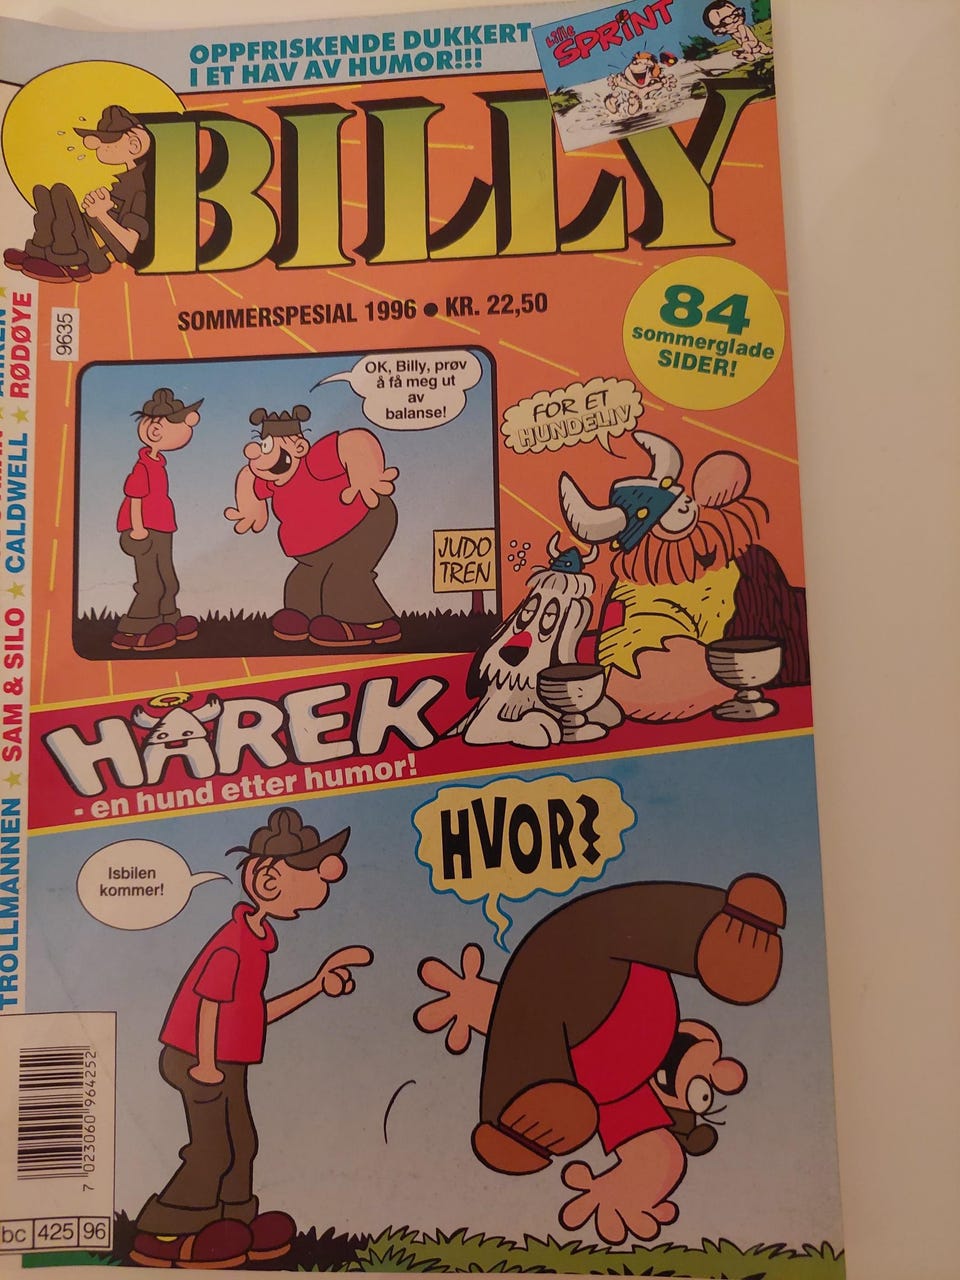 OPPFRISKENDE DUKKERT
I ET HAV AV HUMOR!!!
Lille
SPRINT
BILLY
SOMMERSPESIAL 1996 ● KR. 22,50
84
sommerglade
SIDER!
9635
OK, Billy, prøv
å få meg ut
av
balanse!
JUDO
TREN
FOR ET
HUNDELIV
HÅREK
- en hund etter humor!
TROLLMANNEN ★ SAM & SILO ★ CALDWELL ★ RØDØYE
Isbilen
kommer!
HVOR?
7 023060 964252
bc 425 96